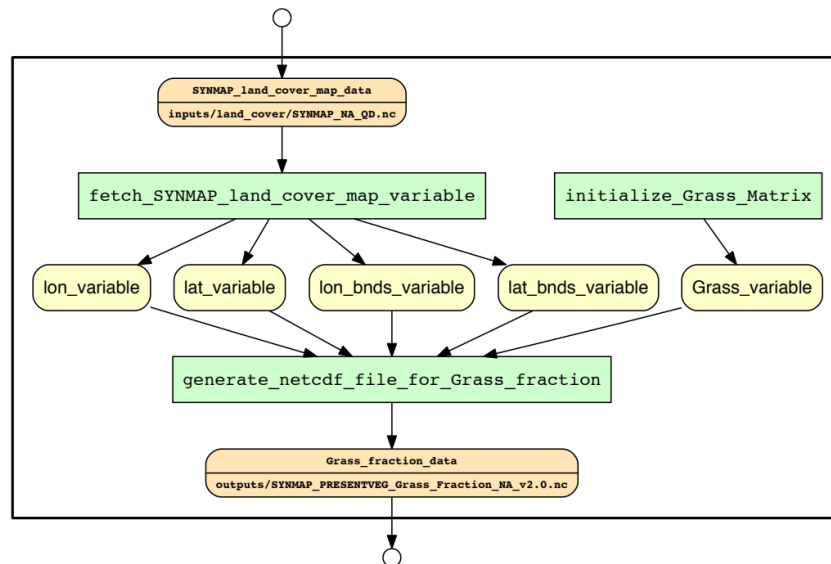 SYNMAP_land_cover_map_data
inputs/land_cover/SYNMAP_NA_QD.nc
fetch_SYNMAP_land_cover_map_variable
initialize_Grass_Matrix
lon_variable
lat_variable
lon_bnds_variable
lat_bnds_variable
Grass_variable
generate_netcdf_file_for_Grass_fraction
Grass_fraction_data
outputs/SYNMAP_PRESENTVEG_Grass_Fraction_NA_v2.0.nc